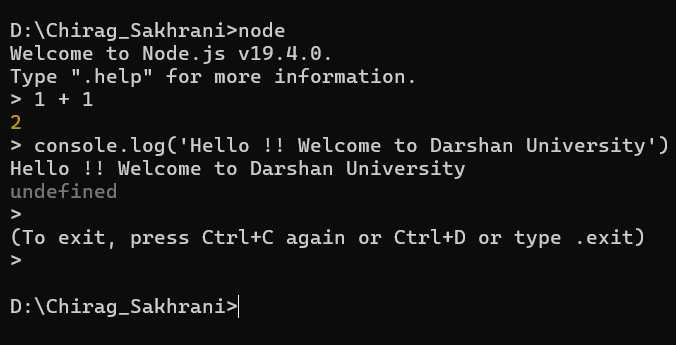 D:\Chirag_Sakhrani>node
Welcome to Node.js v19.4.0.
Type ".help" for more information.
> 1 + 1
2
> console.log('Hello !! Welcome to Darshan University')
Hello !! Welcome to Darshan University
undefined
>
(To exit, press Ctrl+C again or Ctrl+D or type .exit)
>
D:\Chirag_Sakhrani>